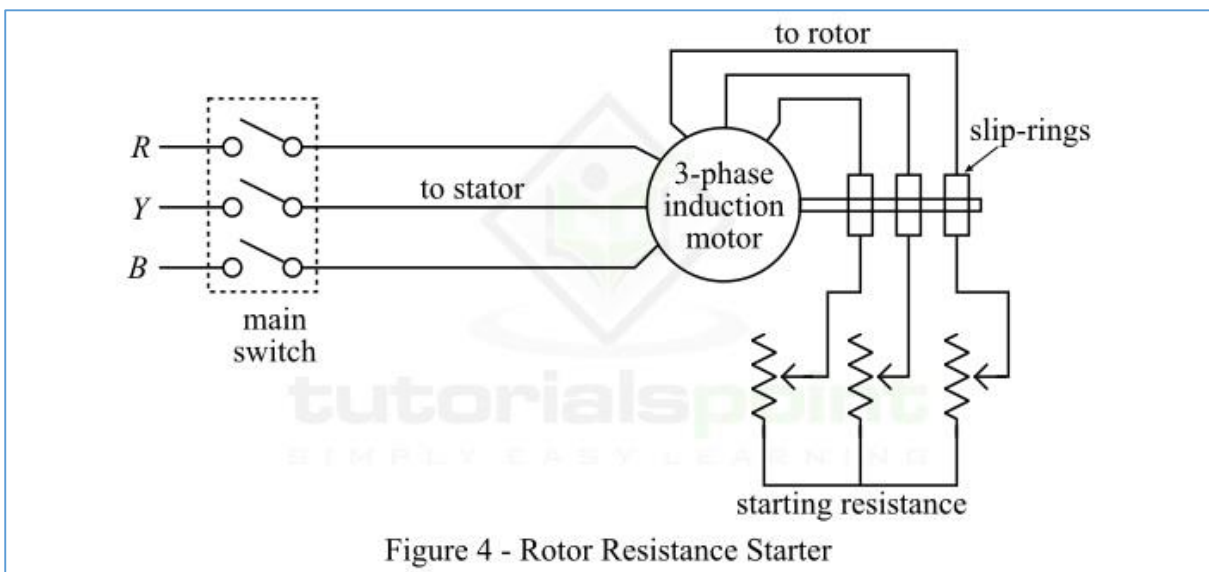 to rotor
slip-rings
R
3-phase
induction
motor
Y
to stator
B
main
switch
tutorialspoint
SIMPLY EASY LEARNING
starting resistance
Figure 4 - Rotor Resistance Starter